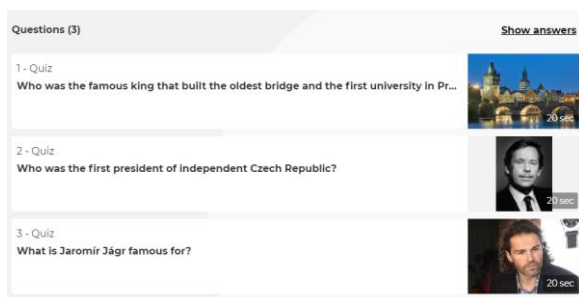 Questions (3)
Show answers
1 - Quiz
Who was the famous king that built the oldest bridge and the first university in Pr...
20 sec
2 - Quiz
Who was the first president of independent Czech Republic?
20 sec
3 - Quiz
What is Jaromír Jágr famous for?
20 sec